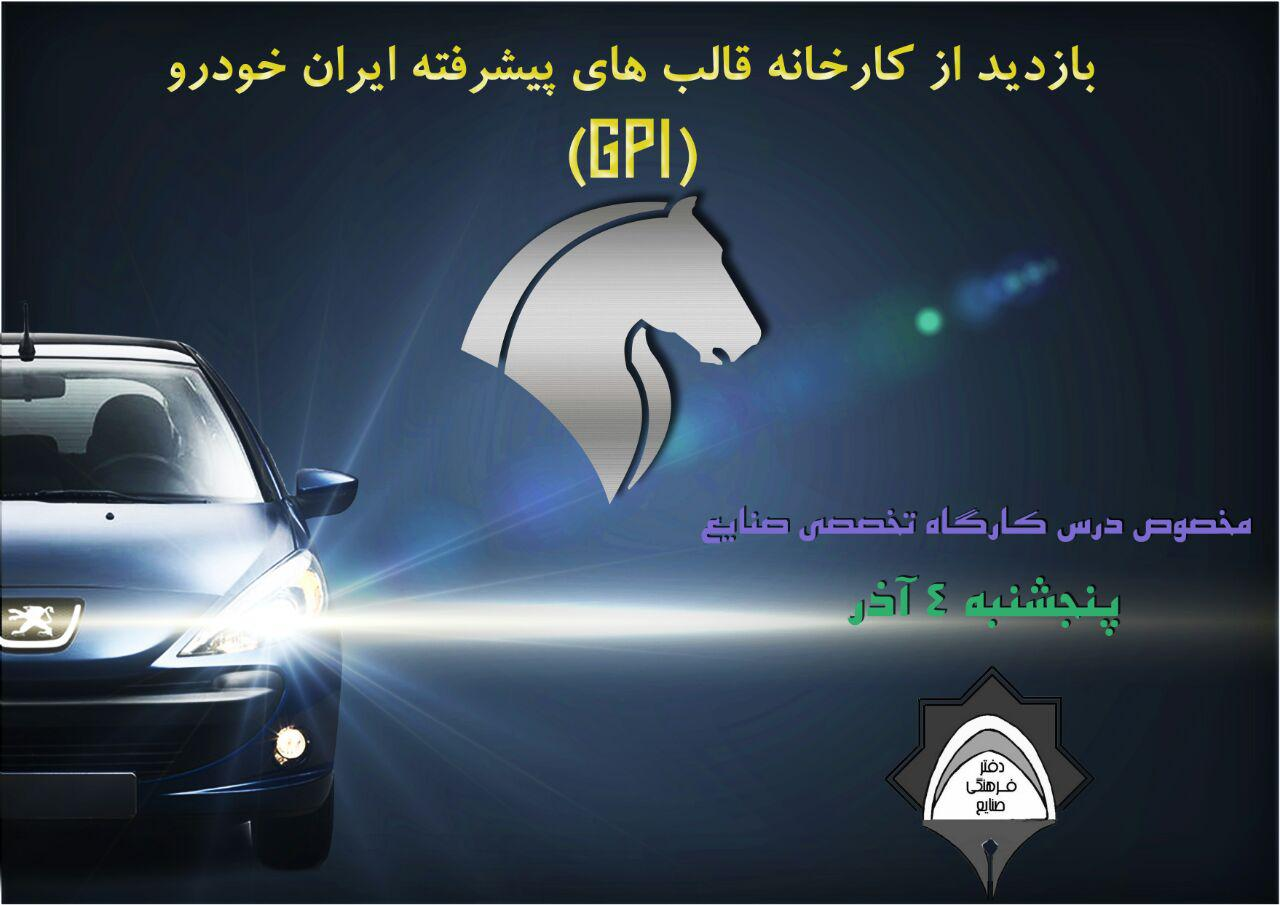 بازدید از کارخانه قالب های پیشرفته ایران خودرو
(GPI)
مخصوص درس کارگاه تخصصی صنایع
پنجشنبه ٤ آذر
دفتر
فرهنگی
صنایع